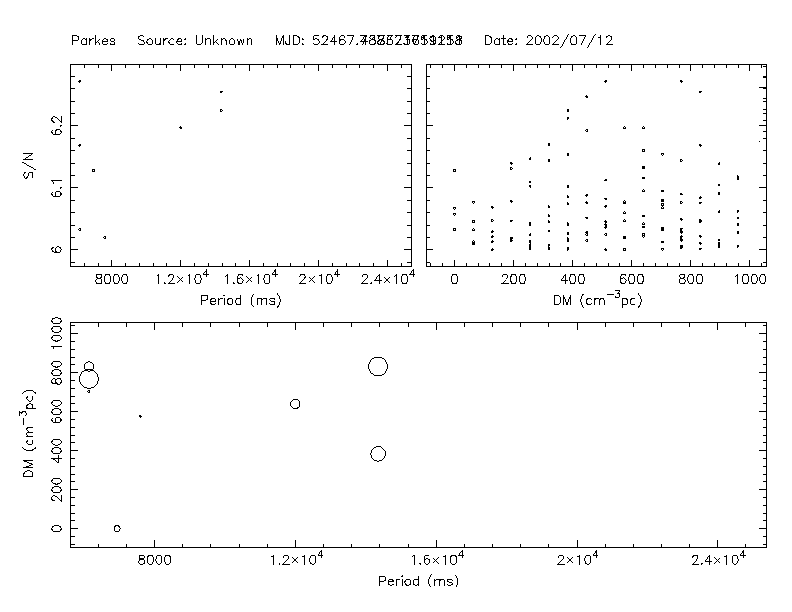 Parkes Source: Unknown MJD: Date: 2002/07/12
S/N
6.2
6.1
6
8000 1.2×10⁴ 1.6×10⁴ 2×10⁴ 2.4×10⁴
Period (ms)
0 200 400 600 800 1000
DM (cm⁻³pc)
DM (cm⁻³pc)
1000
800
600
400
200
0
8000 1.2×10⁴ 1.6×10⁴ 2×10⁴ 2.4×10⁴
Period (ms)